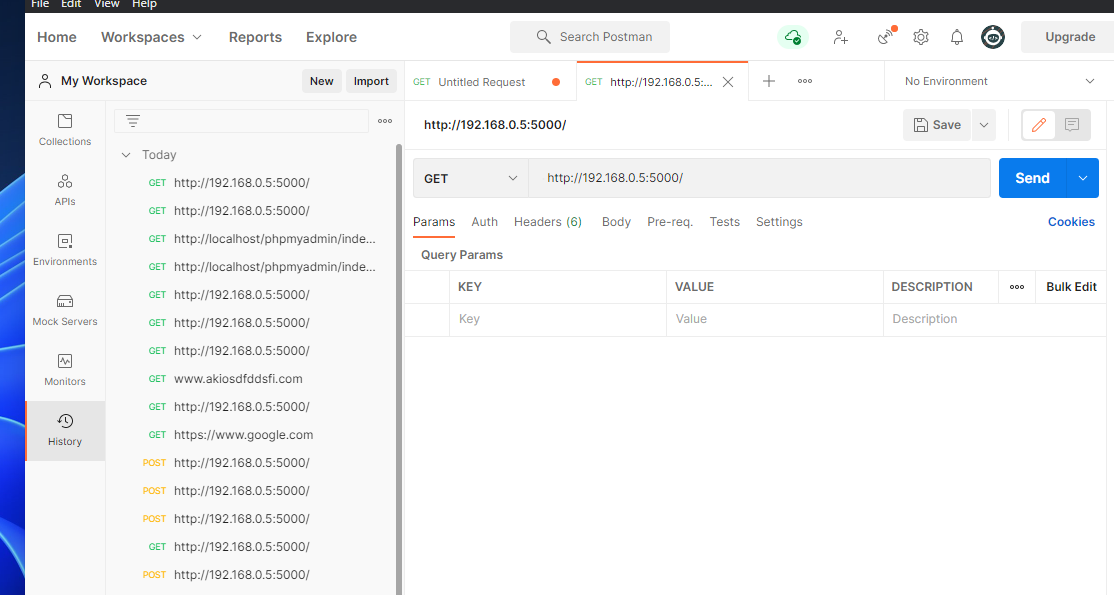 File Edit View Help
Home Workspaces Reports Explore Search Postman Upgrade
My Workspace New Import
GET Untitled Request GET http://192.168.0.5:... No Environment
Collections
APIs
Environments
Mock Servers
Monitors
History
Today
GET http://192.168.0.5:5000/
GET http://192.168.0.5:5000/
GET http://localhost/phpmyadmin/inde...
GET http://localhost/phpmyadmin/inde...
GET http://192.168.0.5:5000/
GET http://192.168.0.5:5000/
GET http://192.168.0.5:5000/
GET www.akiosdfddsfi.com
GET http://192.168.0.5:5000/
GET https://www.google.com
POST http://192.168.0.5:5000/
POST http://192.168.0.5:5000/
POST http://192.168.0.5:5000/
GET http://192.168.0.5:5000/
POST http://192.168.0.5:5000/
http://192.168.0.5:5000/ Save
GET http://192.168.0.5:5000/ Send
Params Auth Headers (6) Body Pre-req. Tests Settings Cookies
Query Params
KEY VALUE DESCRIPTION Bulk Edit
Key Value Description